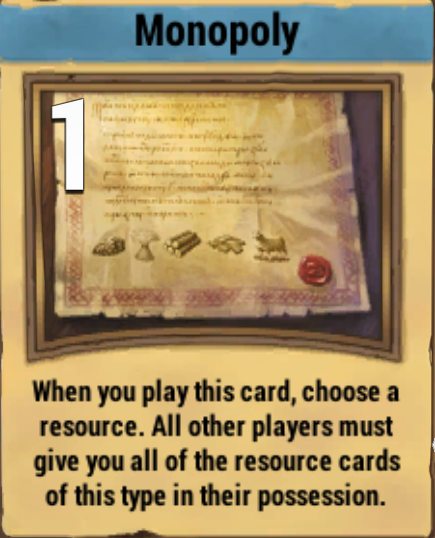 Monopoly
1
When you play this card, choose a
resource. All other players must
give you all of the resource cards
of this type in their possession.